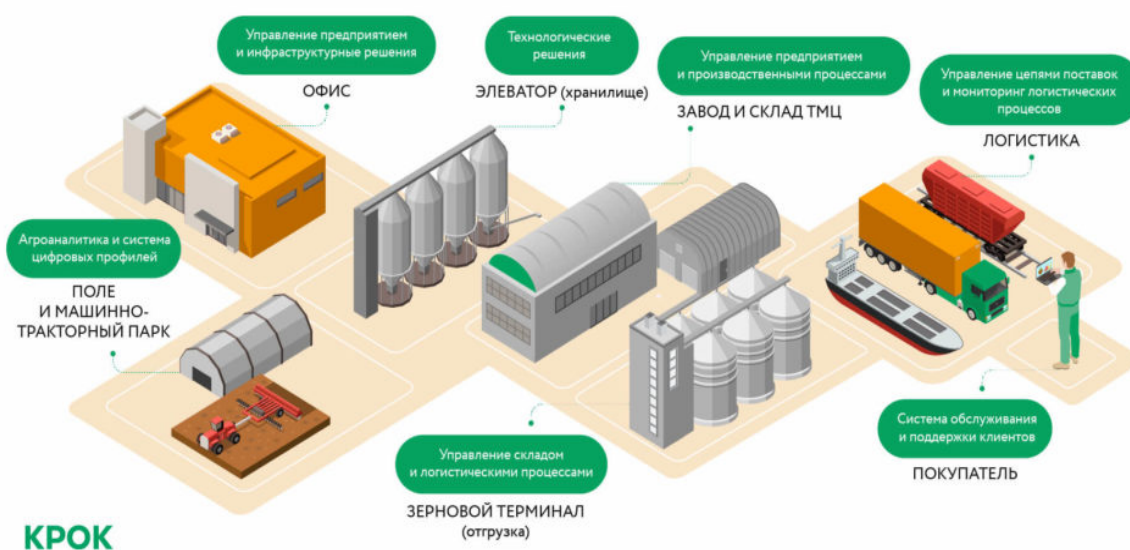 Управление предприятием
и инфраструктурные решения
ОФИС
Технологические
решения
ЭЛЕВАТОР (хранилище)
Управление предприятием
и производственными процессами
ЗАВОД И СКЛАД ТМЦ
Управление цепями поставок
и мониторинг логистических
процессов
ЛОГИСТИКА
Агроаналитика и система
цифровых профилей
ПОЛЕ
И МАШИННО-
ТРАКТОРНЫЙ ПАРК
Управление складом
и логистическими процессами
ЗЕРНОВОЙ ТЕРМИНАЛ
(отгрузка)
Система обслуживания
и поддержки клиентов
ПОКУПАТЕЛЬ
КРОК